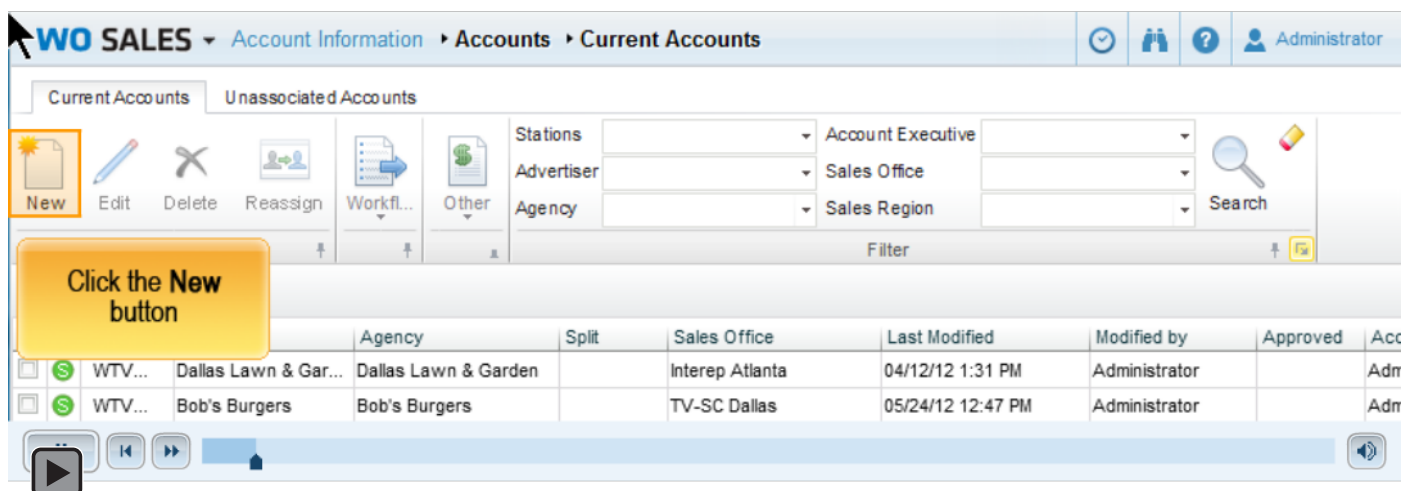 WO SALES Account Information Accounts Current Accounts Administrator
Current Accounts Unassociated Accounts
Stations Account Executive
Advertiser Sales Office
New Edit Delete Reassign Workfl... Other Agency Sales Region Search
Filter
Click the New
button
Agency Split Sales Office Last Modified Modified by Approved Acc
S WTV... Dallas Lawn & Gar... Dallas Lawn & Garden Interep Atlanta 04/12/12 1:31 PM Administrator Adm
S WTV... Bob's Burgers Bob's Burgers TV-SC Dallas 05/24/12 12:47 PM Administrator Adm